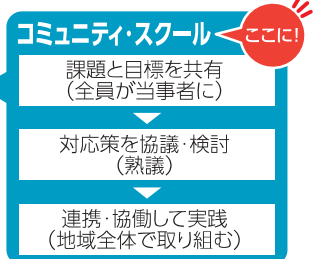 コミュニティ・スクール
ここに!
課題と目標を共有
(全員が当事者に)
対応策を協議・検討
(熟議)
連携・協働して実践
(地域全体で取り組む)